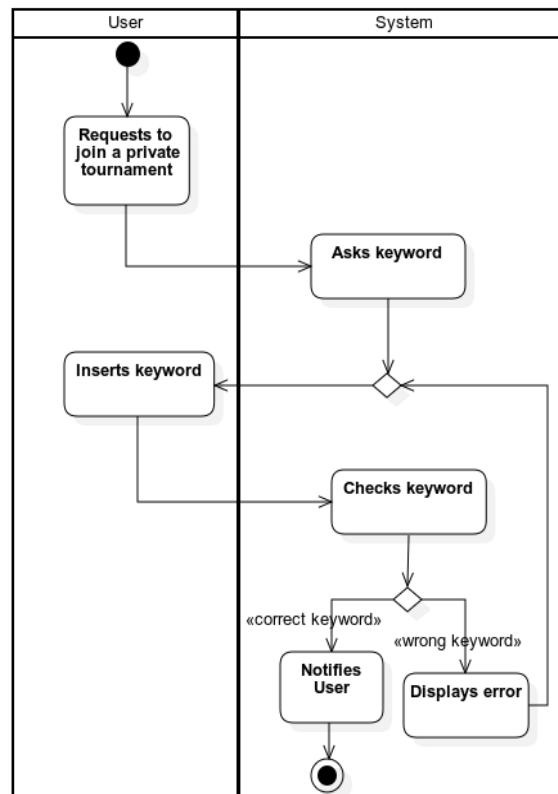 User
System
Requests to
join a private
tournament
Asks keyword
Inserts keyword
Checks keyword
«correct keyword»
«wrong keyword»
Notifies
User
Displays error